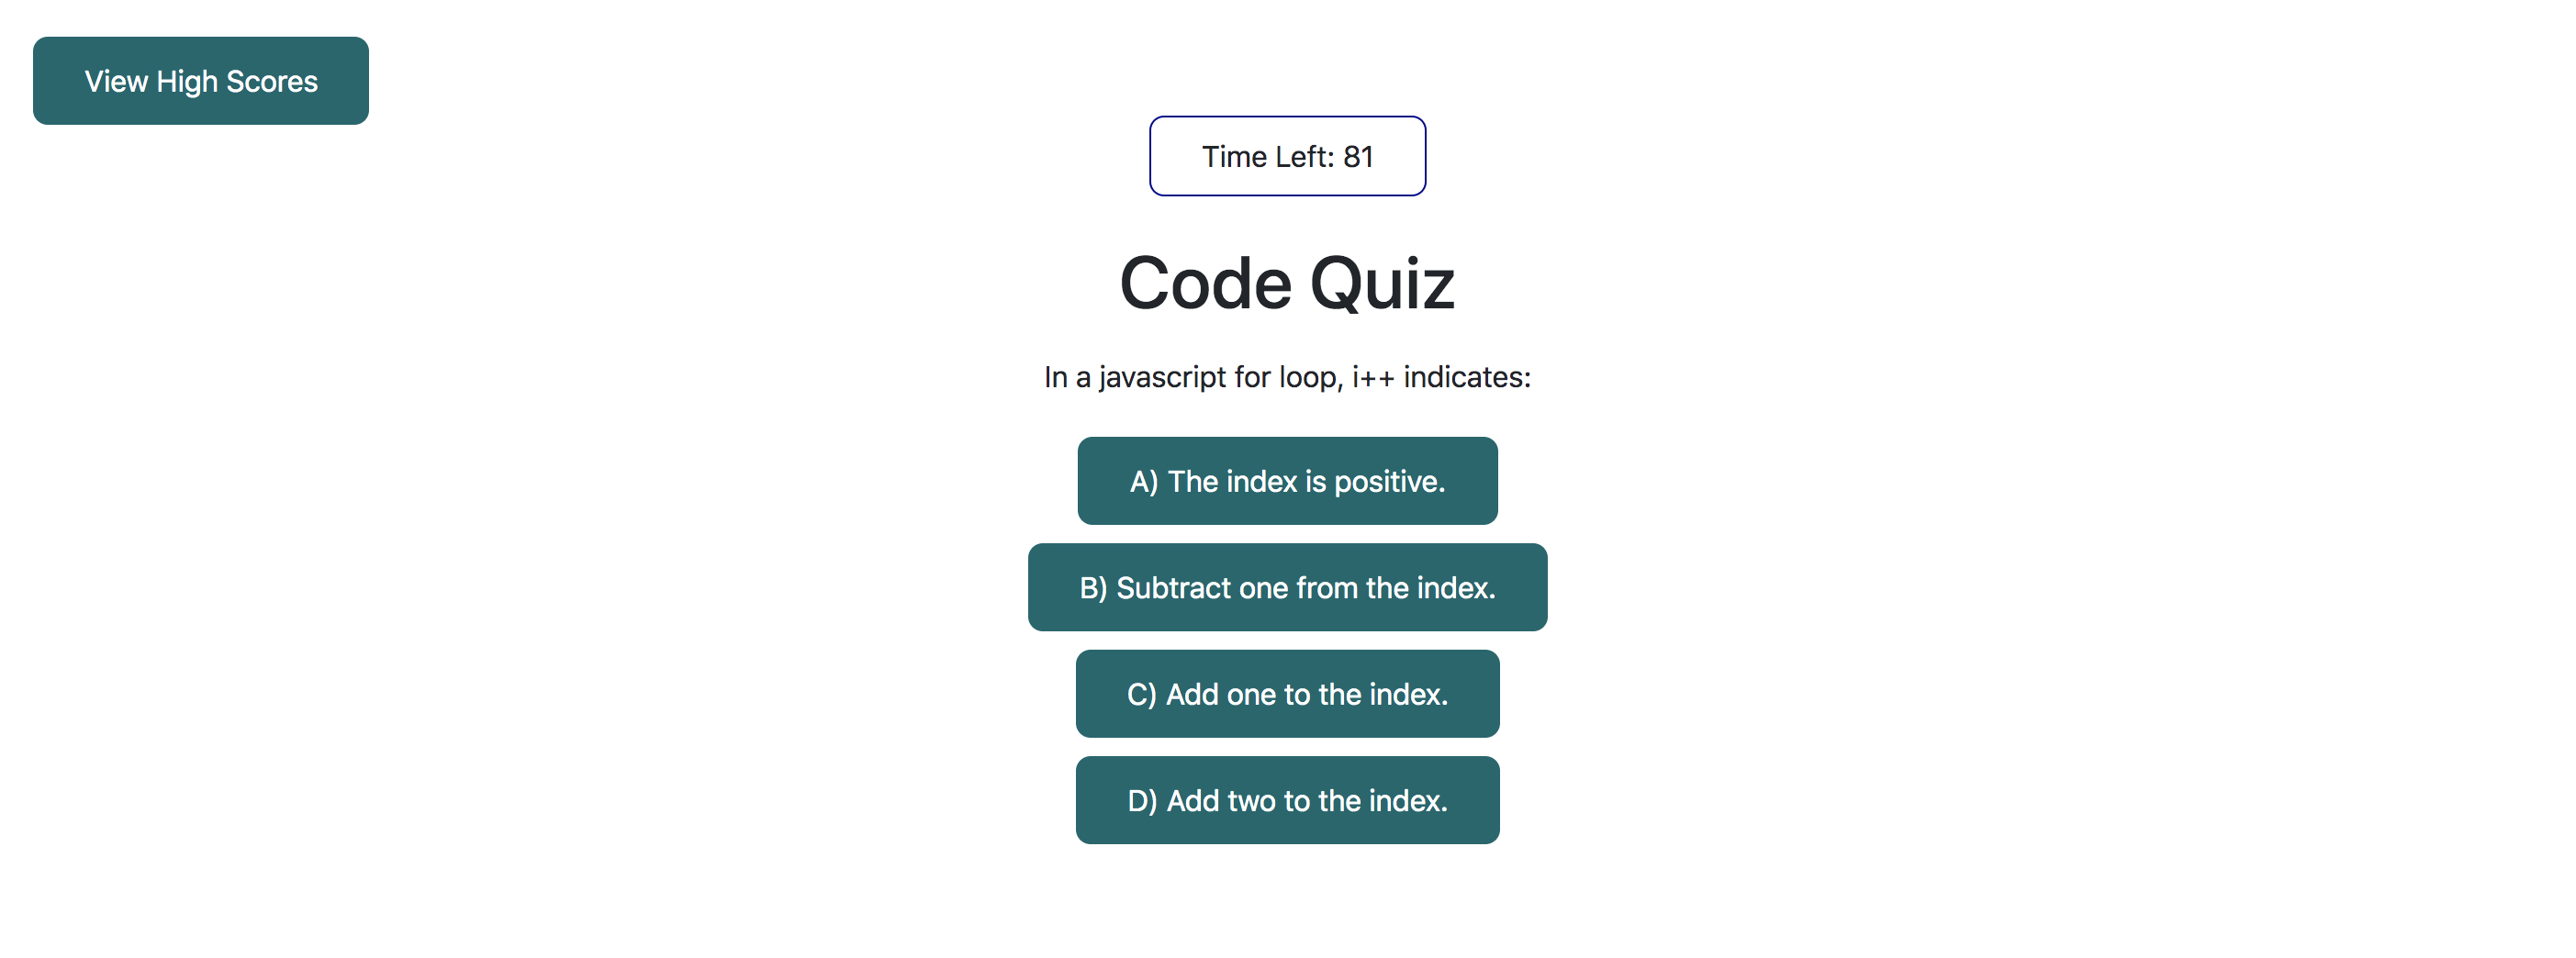 View High Scores
Time Left: 81
Code Quiz
In a javascript for loop, i++ indicates:
A) The index is positive.
B) Subtract one from the index.
C) Add one to the index.
D) Add two to the index.